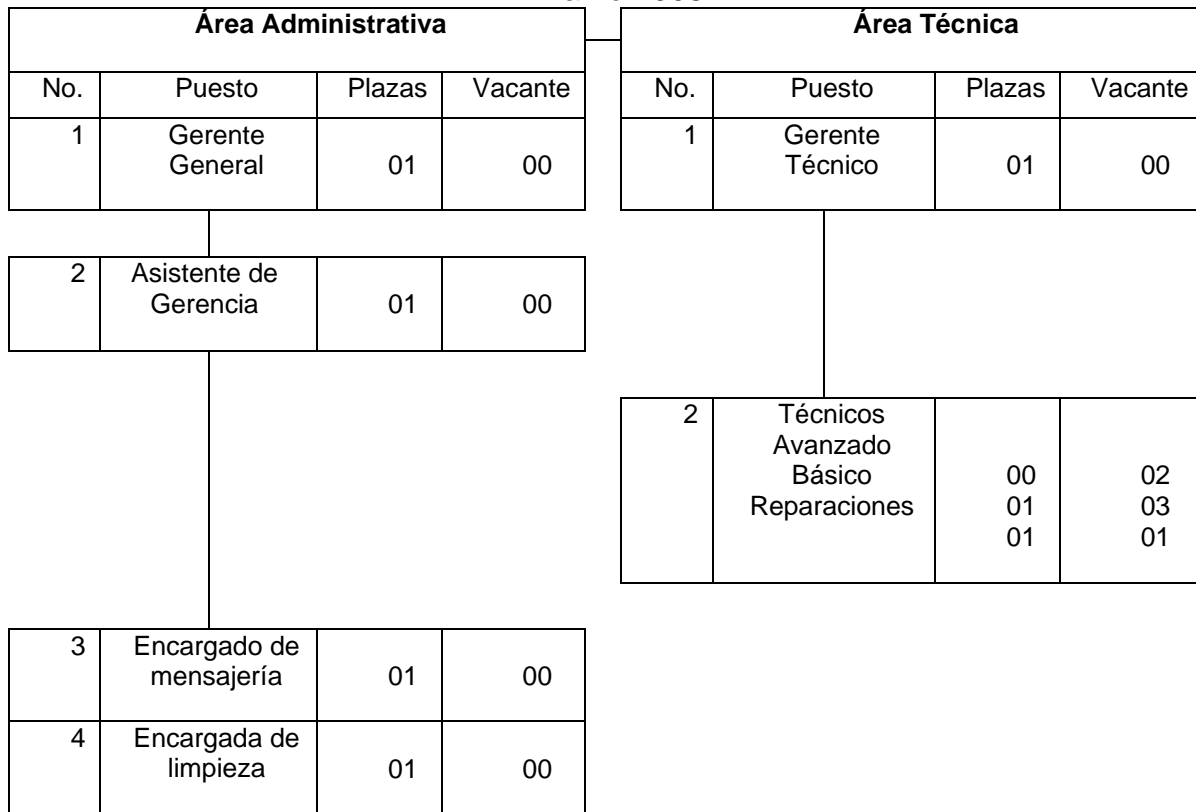 Área Administrativa
No. Puesto Plazas Vacante
1 Gerente
General 01 00
2 Asistente de
Gerencia 01 00
3 Encargado de
mensajería 01 00
4 Encargada de
limpieza 01 00
Área Técnica
No. Puesto Plazas Vacante
1 Gerente
Técnico 01 00
2 Técnicos
Avanzado
Básico 00 02
Reparaciones 01 03
01 01